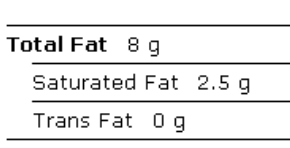 Total Fat 8 g
Saturated Fat 2.5 g
Trans Fat 0 g